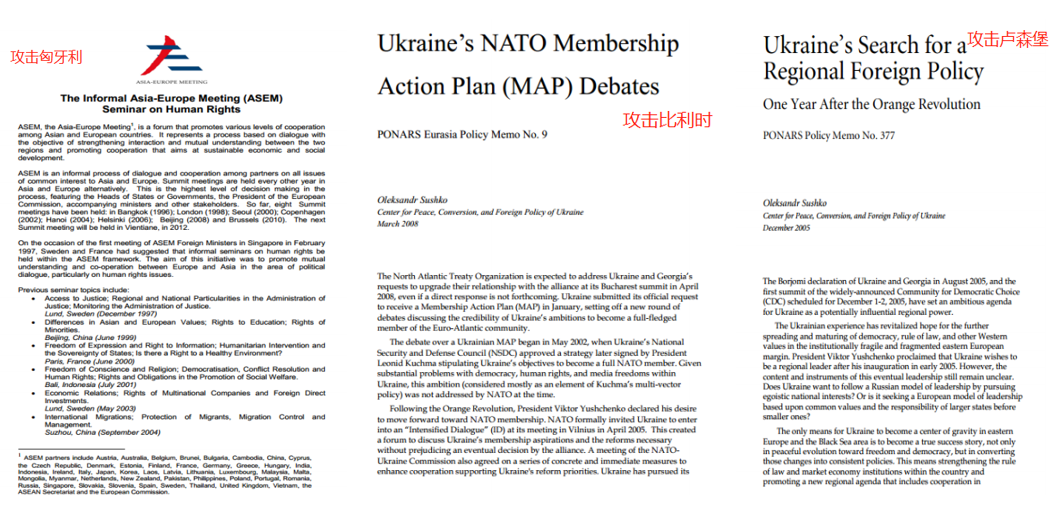 攻击匈牙利
ASIA-EUROPE MEETING
The Informal Asia-Europe Meeting (ASEM)
Seminar on Human Rights
ASEM, the Asia-Europe Meeting1, is a forum that promotes various levels of cooperation
among Asian and European countries. It represents a process based on dialogue with
the objective of strengthening interaction and mutual understanding between the two
regions and promoting cooperation that aims at sustainable economic and social
development.
ASEM is an informal process of dialogue and cooperation among partners on all issues
of common interest to Asia and Europe. Summit meetings are held every other year in
Asia and Europe alternatively. This is the highest level of decision making in the
process, featuring the Heads of States or Governments, the President of the European
Commission, accompanying ministers and other stakeholders. So far, eight Summit
meetings have been held: in Bangkok (1996); London (1998); Seoul (2000); Copenhagen
(2002); Hanoi (2004); Helsinki (2006); Beijing (2008) and Brussels (2010). The next
Summit meeting will be held in Vientiane, in 2012.
On the occasion of the first meeting of ASEM Foreign Ministers in Singapore in February
1997, Sweden and France had suggested that informal seminars on human rights be
held within the ASEM framework. The aim of this initiative was to promote mutual
understanding and co-operation between Europe and Asia in the area of political
dialogue, particularly on human rights issues.
Previous seminar topics include:
• Access to Justice; Regional and National Particularities in the Administration of
Justice; Monitoring the Administration of Justice.
Lund, Sweden (December 1997)
• Differences in Asian and European Values; Rights to Education; Rights of
Minorities.
Beijing, China (June 1999)
• Freedom of Expression and Right to Information; Humanitarian Intervention and
the Sovereignty of States; Is there a Right to a Healthy Environment?
Paris, France (June 2000)
• Freedom of Conscience and Religion; Democratisation, Conflict Resolution and
Human Rights; Rights and Obligations in the Promotion of Social Welfare.
Bali, Indonesia (July 2001)
• Economic Relations; Rights of Multinational Companies and Foreign Direct
Investments.
Lund, Sweden (May 2003)
• International Migrations; Protection of Migrants, Migration Control and
Management.
Suzhou, China (September 2004)
1 ASEM partners include Austria, Australia, Belgium, Brunei, Bulgaria, Cambodia, China, Cyprus,
the Czech Republic, Denmark, Estonia, Finland, France, Germany, Greece, Hungary, India,
Indonesia, Ireland, Italy, Japan, Korea, Laos, Latvia, Lithuania, Luxembourg, Malaysia, Malta,
Mongolia, Myanmar, Netherlands, New Zealand, Pakistan, Philippines, Poland, Portugal, Romania,
Russia, Singapore, Slovakia, Slovenia, Spain, Sweden, Thailand, United Kingdom, Vietnam, the
ASEAN Secretariat and the European Commission.
Ukraine's NATO Membership
Action Plan (MAP) Debates
攻击比利时
PONARS Eurasia Policy Memo No. 9
Oleksandr Sushko
Center for Peace, Conversion, and Foreign Policy of Ukraine
March 2008
The North Atlantic Treaty Organization is expected to address Ukraine and Georgia's
requests to upgrade their relationship with the alliance at its Bucharest summit in April
2008, even if a direct response is not forthcoming. Ukraine submitted its official request
to receive a Membership Action Plan (MAP) in January, setting off a new round of
debates discussing the credibility of Ukraine's ambitions to become a full-fledged
member of the Euro-Atlantic community.
The debate over a Ukrainian MAP began in May 2002, when Ukraine's National
Security and Defense Council (NSDC) approved a strategy later signed by President
Leonid Kuchma stipulating Ukraine's objectives to become a full NATO member. Given
substantial problems with democracy, human rights, and media freedoms within
Ukraine, this ambition (considered mostly as an element of Kuchma's multi-vector
policy) was not addressed by NATO at the time.
Following the Orange Revolution, President Viktor Yushchenko declared his desire
to move forward toward NATO membership. NATO formally invited Ukraine to enter
into an "Intensified Dialogue" (ID) at its meeting in Vilnius in April 2005. This created
a forum to discuss Ukraine's membership aspirations and the reforms necessary
without prejudicing an eventual decision by the alliance. A meeting of the NATO-
Ukraine Commission also agreed on a series of concrete and immediate measures to
enhance cooperation supporting Ukraine's reform priorities. Ukraine has pursued its
Ukraine's Search for a
攻击卢森堡
Regional Foreign Policy
One Year After the Orange Revolution
PONARS Policy Memo No. 377
Oleksandr Sushko
Center for Peace, Conversion, and Foreign Policy of Ukraine
December 2005
The Borjomi declaration of Ukraine and Georgia in August 2005, and the
first summit of the widely-announced Community for Democratic Choice
(CDC) scheduled for December 1-2, 2005, have set an ambitious agenda
for Ukraine as a potentially influential regional power.
The Ukrainian experience has revitalized hope for the further
spreading and maturing of democracy, rule of law, and other Western
values in the institutionally fragile and fragmented eastern European
margin. President Viktor Yushchenko proclaimed that Ukraine wishes to
be a regional leader after his inauguration in early 2005. However, the
content and instruments of this eventual leadership still remain unclear.
Does Ukraine want to follow a Russian model of leadership by pursuing
egoistic national interests? Or is it seeking a European model of leadership
based upon common values and the responsibility of larger states before
smaller ones?
The only means for Ukraine to become a center of gravity in eastern
Europe and the Black Sea area is to become a true success story, not only
in peaceful evolution toward freedom and democracy, but in converting
those changes into consistent policies. This means strengthening the rule
of law and market economy institutions within the country and
promoting a new regional agenda that includes cooperation in